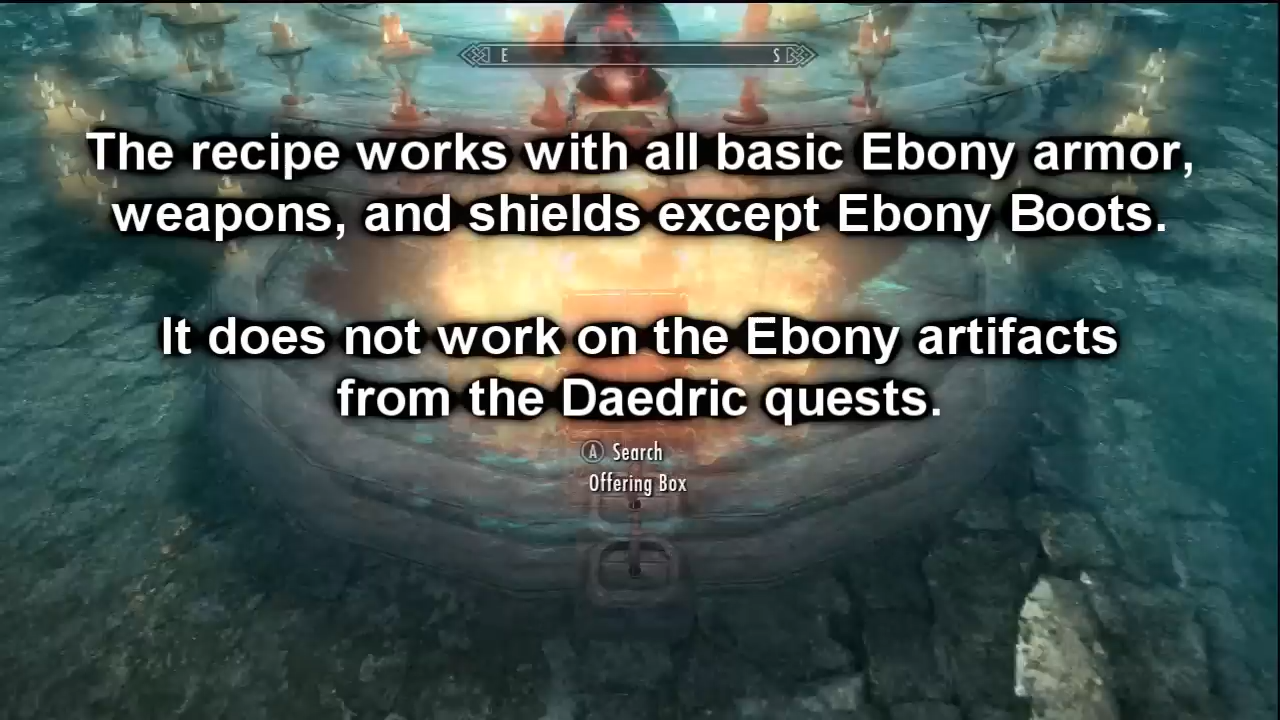 E S
The recipe works with all basic Ebony armor,
weapons, and shields except Ebony Boots.
It does not work on the Ebony artifacts
from the Daedric quests.
A Search
Offering Box